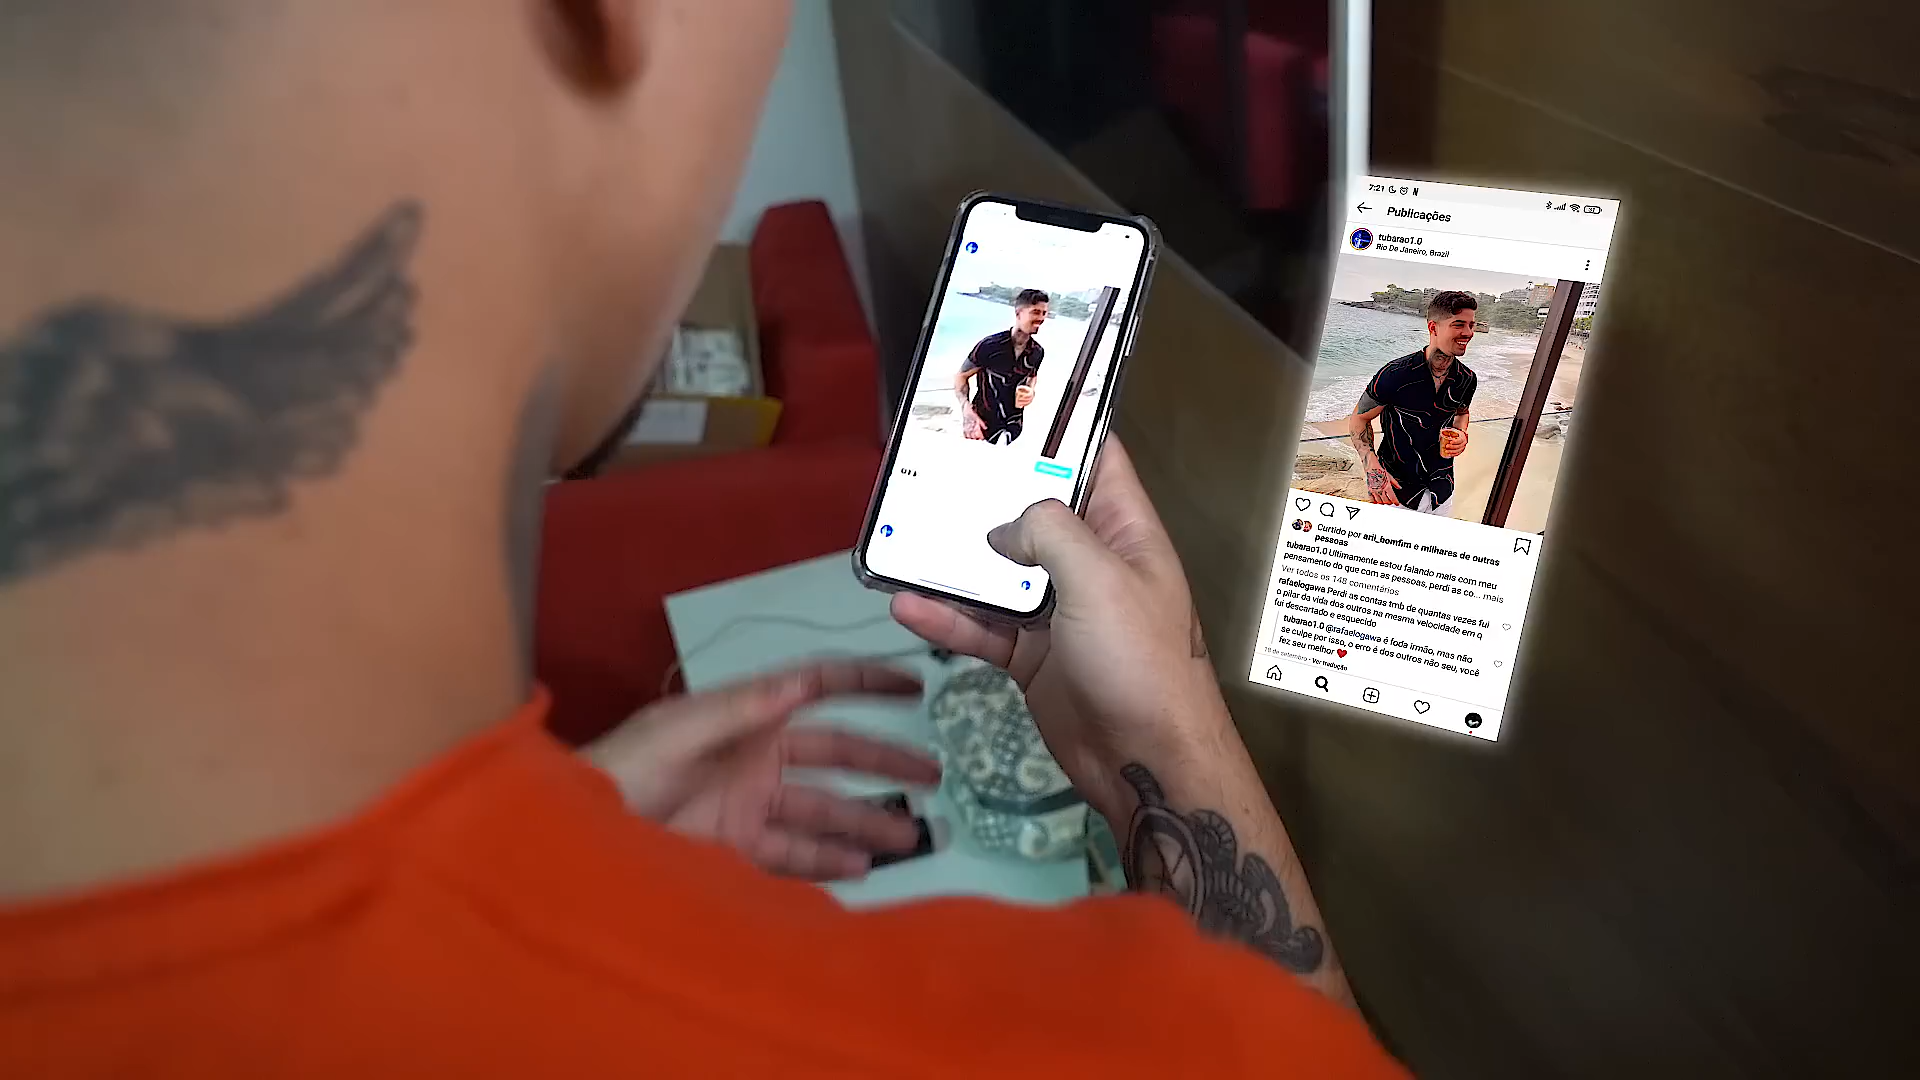 7:21
Publicações
tubarao1.0
Rio De Janeiro, Brazil
Curtido por arii_bomfim e milhares de outras
pessoas
tubarao1.0 Ultimamente estou falando mais com meu
pensamento do que com as pessoas, perdi as co... mais
Ver todos os 148 comentários
rafaelogawa Perdi as contas tmb de quantas vezes fui
o pilar da vida dos outros na mesma velocidade em q
fui descartado e esquecido
tubarao1.0 @rafaelogawa é foda irmão, mas não
se culpe por isso, o erro é dos outros não seu, você
fez seu melhor ❤️
18 de setembro • Ver tradução